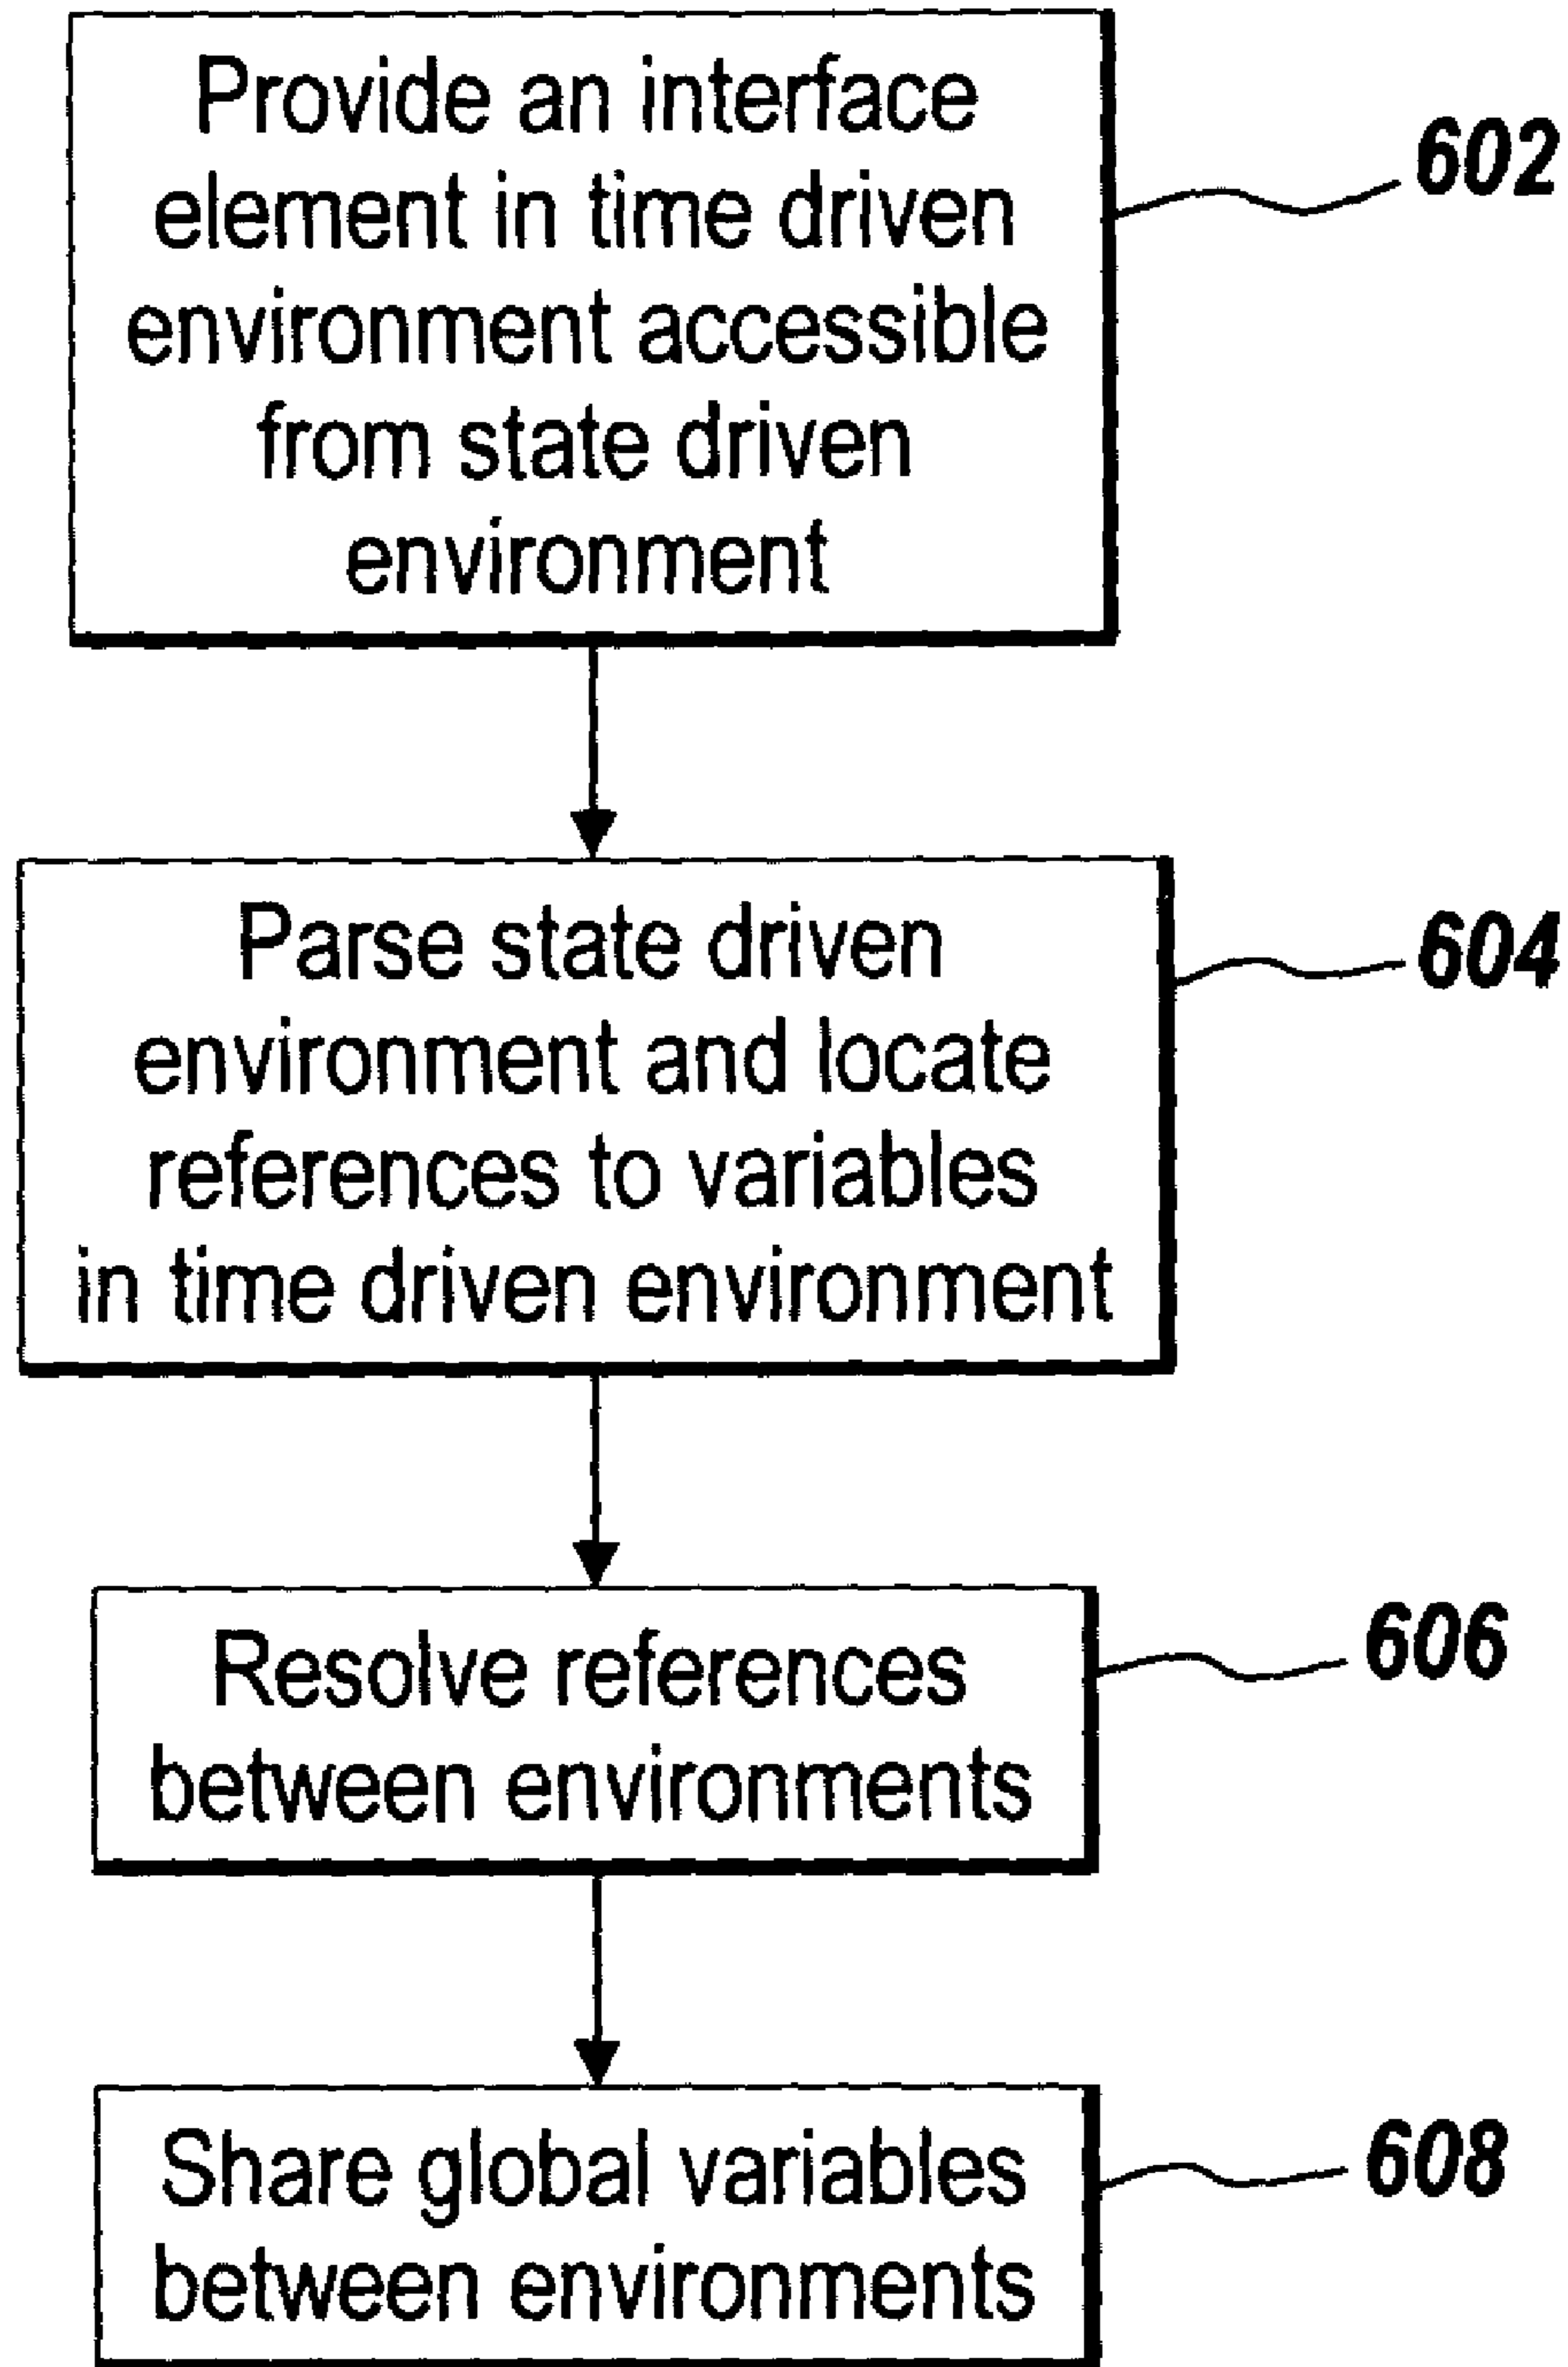 Provide an interface
element in time driven
environment accessible
from state driven
environment
602
Parse state driven
environment and locate
references to variables
in time driven environment
604
Resolve references
between environments
606
Share global variables
between environments
608